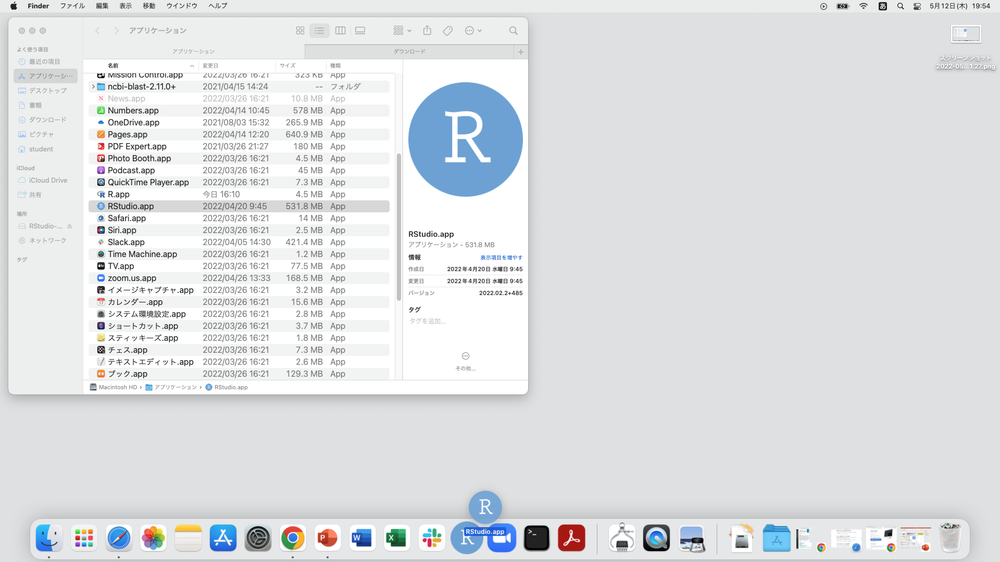 Finder ファイル 編集 表示 移動 ウインドウ ヘルプ あ 5月12日(木) 19:54
アプリケーション
よく使う項目
最近の項目
アプリケーシ…
デスクトップ
書類
ダウンロード
ピクチャ
student
iCloud
iCloud Drive
共有
場所
RStudio-...
ネットワーク
タグ
アプリケーション ダウンロード
名前 変更日 サイズ 種類
Mission Control.app 2022/03/26 16:21 323 KB App
ncbi-blast-2.11.0+ 2021/04/15 14:24 -- フォルダ
News.app 2022/03/26 16:21 10.8 MB App
Numbers.app 2022/04/14 10:45 578 MB App
OneDrive.app 2021/08/03 15:32 265.9 MB App
Pages.app 2022/04/14 12:20 640.9 MB App
PDF Expert.app 2021/03/26 21:27 180 MB App
Photo Booth.app 2022/03/26 16:21 4.5 MB App
Podcast.app 2022/03/26 16:21 45 MB App
QuickTime Player.app 2022/03/26 16:21 7.3 MB App
R.app 今日 16:10 4.5 MB App
RStudio.app 2022/04/20 9:45 531.8 MB App
Safari.app 2022/03/26 16:21 14 MB App
Siri.app 2022/03/26 16:21 2.5 MB App
Slack.app 2022/04/05 14:30 421.4 MB App
Time Machine.app 2022/03/26 16:21 1.2 MB App
TV.app 2022/03/26 16:21 77.5 MB App
zoom.us.app 2022/04/26 13:33 168.5 MB App
イメージキャプチャ.app 2022/03/26 16:21 3.2 MB App
カレンダー.app 2022/03/26 16:21 15.6 MB App
システム環境設定.app 2022/03/26 16:21 2.8 MB App
ショートカット.app 2022/03/26 16:21 3.7 MB App
スティッキーズ.app 2022/03/26 16:21 1.8 MB App
チェス.app 2022/03/26 16:21 7.3 MB App
テキストエディット.app 2022/03/26 16:21 2.6 MB App
ブック.app 2022/03/26 16:21 129.3 MB App
R
RStudio.app
アプリケーション - 531.8 MB
情報 表示項目を増やす
作成日 2022年4月20日 水曜日 9:45
変更日 2022年4月20日 水曜日 9:45
バージョン 2022.02.2+485
タグ
タグを追加...
その他...
Macintosh HD › アプリケーション › RStudio.app
スクリーンショット
2022-05...1.27.png
R
RStudio.app
R